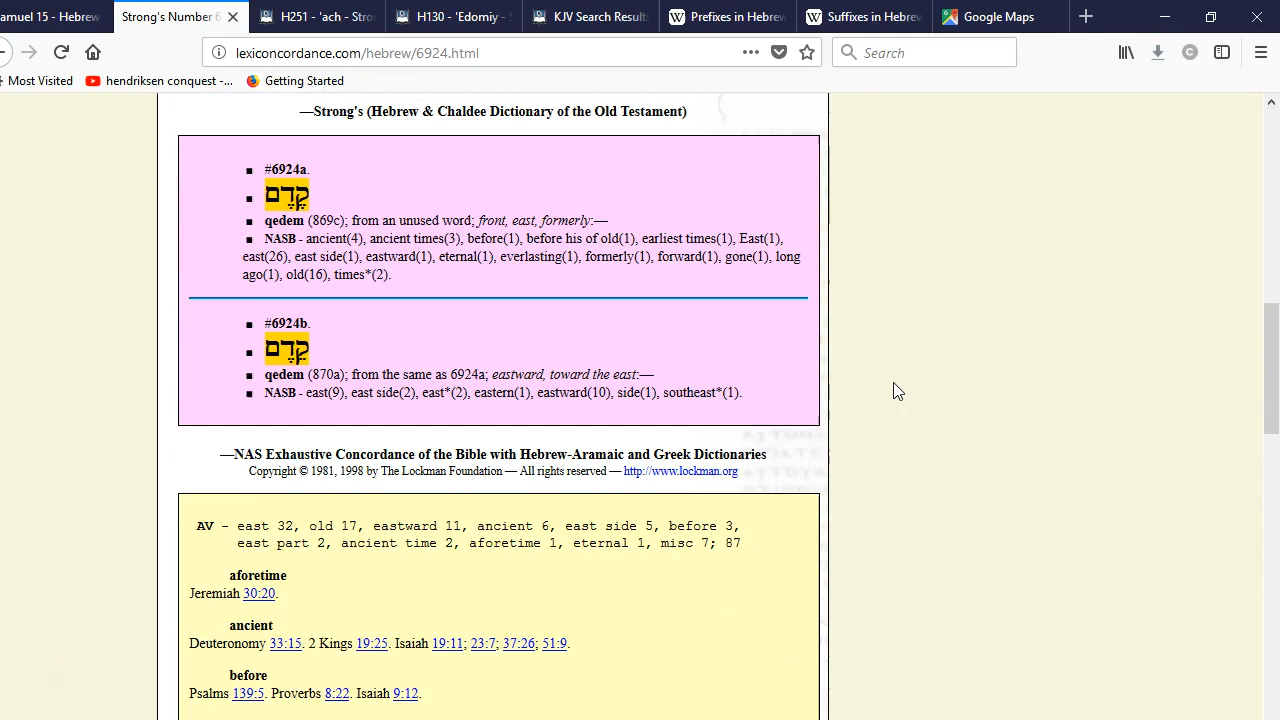 amuel 15 - Hebrew
Strong's Number 6
H251 - 'ach - Stro
H130 - 'Edomiy - S
KJV Search Results
Prefixes in Hebrew
Suffixes in Hebrew
Google Maps
lexiconcordance.com/hebrew/6924.html
Search
Most Visited
hendriksen conquest -...
Getting Started
—Strong's (Hebrew & Chaldee Dictionary of the Old Testament)
#6924a.
קֶדֶם
qedem (869c); from an unused word; front, east, formerly:—
NASB - ancient(4), ancient times(3), before(1), before his of old(1), earliest times(1), East(1),
east(26), east side(1), eastward(1), eternal(1), everlasting(1), formerly(1), forward(1), gone(1), long
ago(1), old(16), times*(2).
#6924b.
קֶדֶם
qedem (870a); from the same as 6924a; eastward, toward the east:—
NASB - east(9), east side(2), east*(2), eastern(1), eastward(10), side(1), southeast*(1).
—NAS Exhaustive Concordance of the Bible with Hebrew-Aramaic and Greek Dictionaries
Copyright © 1981, 1998 by The Lockman Foundation — All rights reserved — http://www.lockman.org
AV - east 32, old 17, eastward 11, ancient 6, east side 5, before 3,
east part 2, ancient time 2, aforetime 1, eternal 1, misc 7; 87
aforetime
Jeremiah 30:20.
ancient
Deuteronomy 33:15. 2 Kings 19:25. Isaiah 19:11; 23:7; 37:26; 51:9.
before
Psalms 139:5. Proverbs 8:22. Isaiah 9:12.